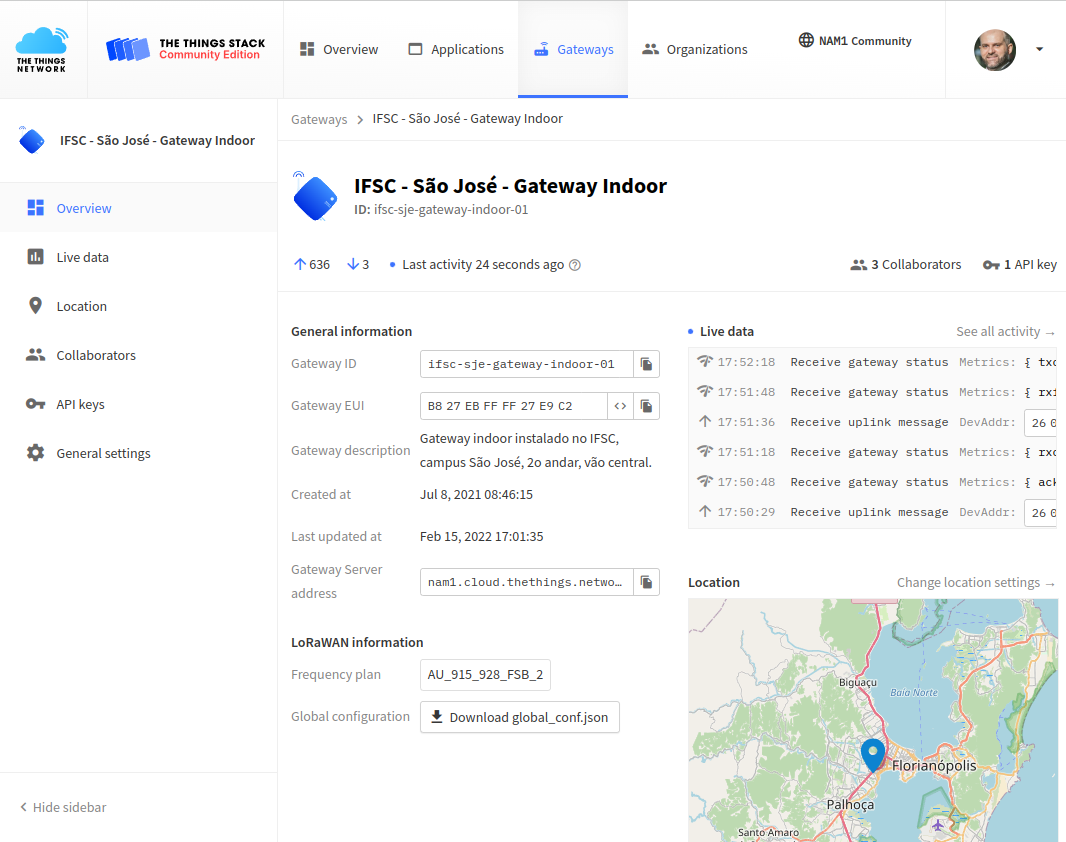 THE THINGS
NETWORK
THE THINGS STACK
Community Edition
Overview
Applications
Gateways
Organizations
NAM1 Community
IFSC - São José - Gateway Indoor
Overview
Live data
Location
Collaborators
API keys
General settings
Hide sidebar
Gateways
IFSC - São José - Gateway Indoor
IFSC - São José - Gateway Indoor
ID: ifsc-sje-gateway-indoor-01
636
3
Last activity 24 seconds ago
3 Collaborators
1 API key
General information
Gateway ID
ifsc-sje-gateway-indoor-01
Gateway EUI
B8 27 EB FF FF 27 E9 C2
<>
Gateway description
Gateway indoor instalado no IFSC,
campus São José, 2o andar, vão central.
Created at
Jul 8, 2021 08:46:15
Last updated at
Feb 15, 2022 17:01:35
Gateway Server
address
nam1.cloud.thethings.netwo…
LoRaWAN information
Frequency plan
AU_915_928_FSB_2
Global configuration
Download global_conf.json
Live data
See all activity →
17:52:18 Receive gateway status Metrics: { txc
17:51:48 Receive gateway status Metrics: { rx
17:51:36 Receive uplink message DevAddr: 26 0
17:51:18 Receive gateway status Metrics: { rxc
17:50:48 Receive gateway status Metrics: { ack
17:50:29 Receive uplink message DevAddr: 26 0
Location
Change location settings →
Biguaçu
Baía Norte
Florianópolis
Palhoça
Santo Amaro